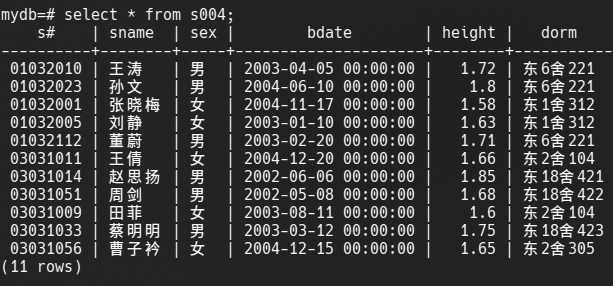 mydb=# select * from s004;
s# | sname | sex | bdate | height | dorm
----------+--------+-----+---------------------+--------+-----------
01032010 | 王涛 | 男 | 2003-04-05 00:00:00 | 1.72 | 东6舍221
01032023 | 孙文 | 男 | 2004-06-10 00:00:00 | 1.8 | 东6舍221
01032001 | 张晓梅 | 女 | 2004-11-17 00:00:00 | 1.58 | 东1舍312
01032005 | 刘静 | 女 | 2003-01-10 00:00:00 | 1.63 | 东1舍312
01032112 | 董蔚 | 男 | 2003-02-20 00:00:00 | 1.71 | 东6舍221
03031011 | 王倩 | 女 | 2004-12-20 00:00:00 | 1.66 | 东2舍104
03031014 | 赵思扬 | 男 | 2002-06-06 00:00:00 | 1.85 | 东18舍421
03031051 | 周剑 | 男 | 2002-05-08 00:00:00 | 1.68 | 东18舍422
03031009 | 田菲 | 女 | 2003-08-11 00:00:00 | 1.6 | 东2舍104
03031033 | 蔡明明 | 男 | 2003-03-12 00:00:00 | 1.75 | 东18舍423
03031056 | 曹子衿 | 女 | 2004-12-15 00:00:00 | 1.65 | 东2舍305
(11 rows)